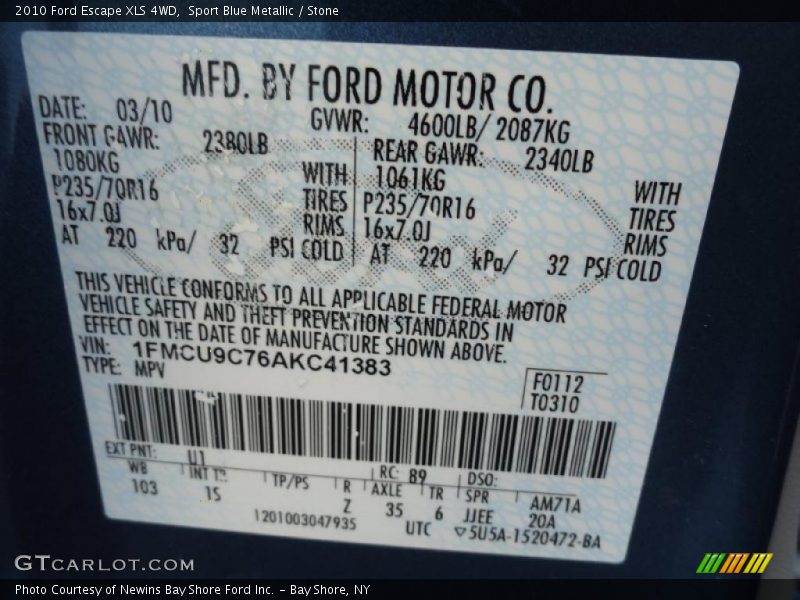 2010 Ford Escape XLS 4WD, Sport Blue Metallic / Stone
MFD. BY FORD MOTOR CO.
DATE: 03/10 GVWR: 4600LB/ 2087KG
FRONT GAWR: 2380LB REAR GAWR: 2340LB
1080KG WITH 1061KG WITH
P235/70R16 TIRES P235/70R16 TIRES
16x7.0J RIMS 16x7.0J RIMS
AT 220 kPa/ 32 PSI COLD AT 220 kPa/ 32 PSI COLD
THIS VEHICLE CONFORMS TO ALL APPLICABLE FEDERAL MOTOR
VEHICLE SAFETY AND THEFT PREVENTION STANDARDS IN
EFFECT ON THE DATE OF MANUFACTURE SHOWN ABOVE.
VIN: 1FMCU9C76AKC41383
TYPE: MPV
F0112
T0310
EXT PNT: U1 RC: 89 DSO:
WB INT TR TP/PS R AXLE TR SPR AM71A
103 1S Z 35 6 JJEE 20A
1201003047935 UTC ▽5U5A-1520472-BA
GTCARLOT.COM
Photo Courtesy of Newins Bay Shore Ford Inc. - Bay Shore, NY